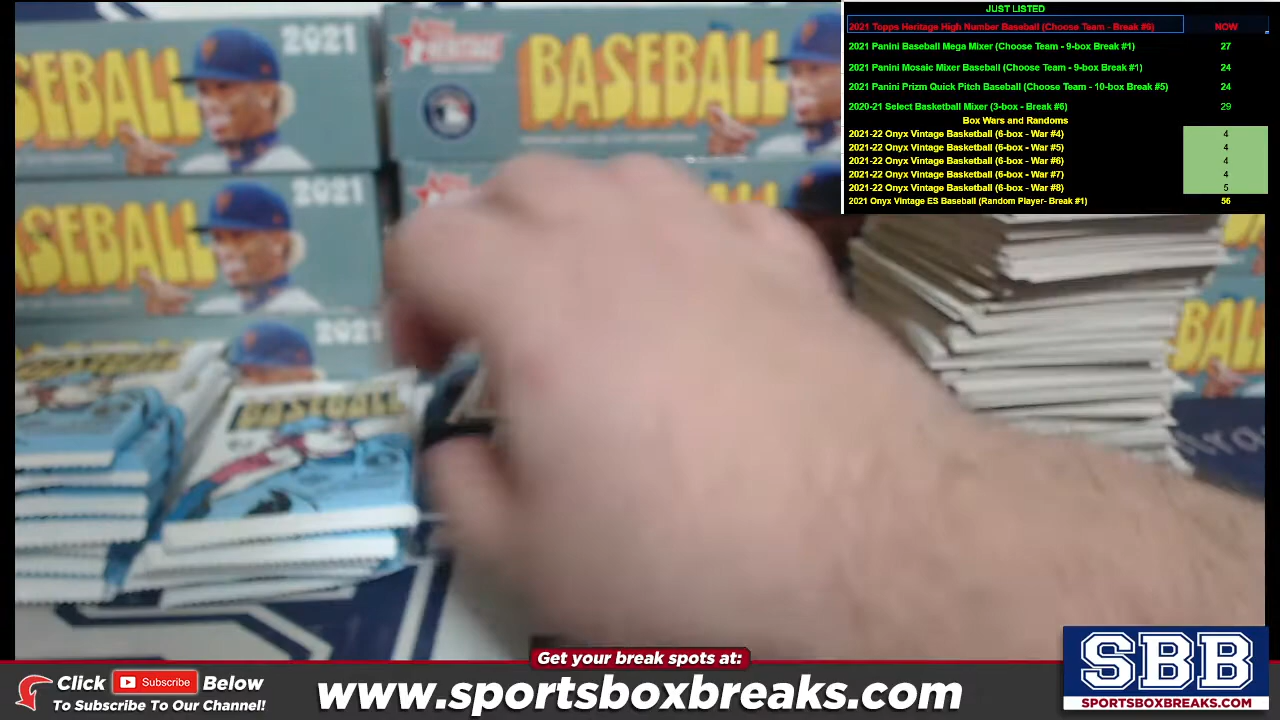 JUST LISTED
2021 Topps Heritage High Number Baseball (Choose Team - Break #6) NOW
2021 Panini Baseball Mega Mixer (Choose Team - 9-box Break #1) 27
2021 Panini Mosaic Mixer Baseball (Choose Team - 9-box Break #1) 24
2021 Panini Prizm Quick Pitch Baseball (Choose Team - 10-box Break #5) 24
2020-21 Select Basketball Mixer (3-box - Break #6) 29
Box Wars and Randoms
2021-22 Onyx Vintage Basketball (6-box - War #4) 4
2021-22 Onyx Vintage Basketball (6-box - War #5) 4
2021-22 Onyx Vintage Basketball (6-box - War #6) 4
2021-22 Onyx Vintage Basketball (6-box - War #7) 4
2021-22 Onyx Vintage Basketball (6-box - War #8) 5
2021 Onyx Vintage ES Baseball (Random Player- Break #1) 56
2021
BASEBALL
2021
SEBALL
2021
BASEBALL
Get your break spots at:
www.sportsboxbreaks.com
Click Subscribe Below
To Subscribe To Our Channel!
SBB
SPORTSBOXBREAKS.COM